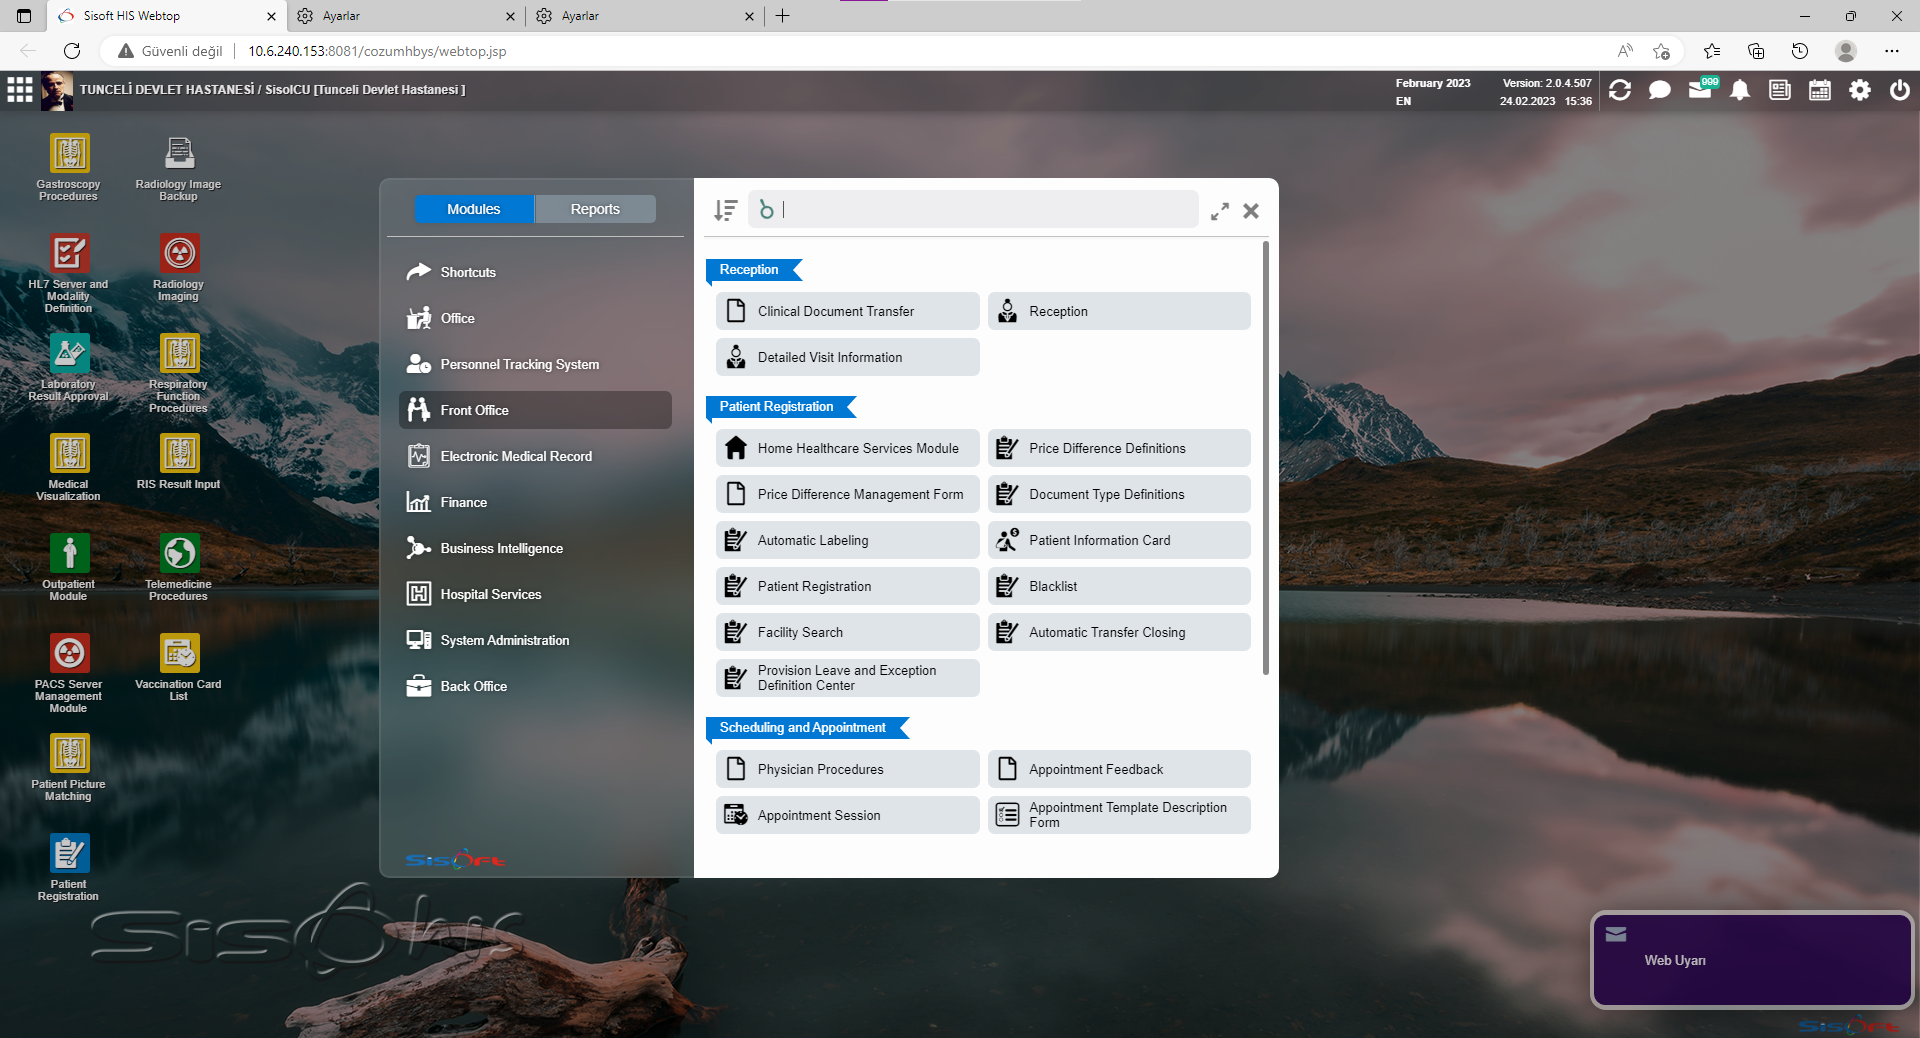 Sisoft HIS Webtop
Ayarlar
Ayarlar
Güvenli değil
10.6.240.153:8081/cozumhbys/webtop.jsp
TUNCELİ DEVLET HASTANESİ / SisoICU [Tunceli Devlet Hastanesi ]
February 2023
EN
Version: 2.0.4.507
24.02.2023 15:36
999
Gastroscopy
Procedures
Radiology Image
Backup
HL7 Server and
Modality
Definition
Radiology
Imaging
Laboratory
Result Approval
Respiratory
Function
Procedures
Medical
Visualization
RIS Result Input
Outpatient
Module
Telemedicine
Procedures
PACS Server
Management
Module
Vaccination Card
List
Patient Picture
Matching
Patient
Registration
Modules
Reports
Shortcuts
Office
Personnel Tracking System
Front Office
Electronic Medical Record
Finance
Business Intelligence
Hospital Services
System Administration
Back Office
Sisoft
Reception
Clinical Document Transfer
Reception
Detailed Visit Information
Patient Registration
Home Healthcare Services Module
Price Difference Definitions
Price Difference Management Form
Document Type Definitions
Automatic Labeling
Patient Information Card
Patient Registration
Blacklist
Facility Search
Automatic Transfer Closing
Provision Leave and Exception
Definition Center
Scheduling and Appointment
Physician Procedures
Appointment Feedback
Appointment Session
Appointment Template Description
Form
SisoHIS
Web Uyarı
Sisoft